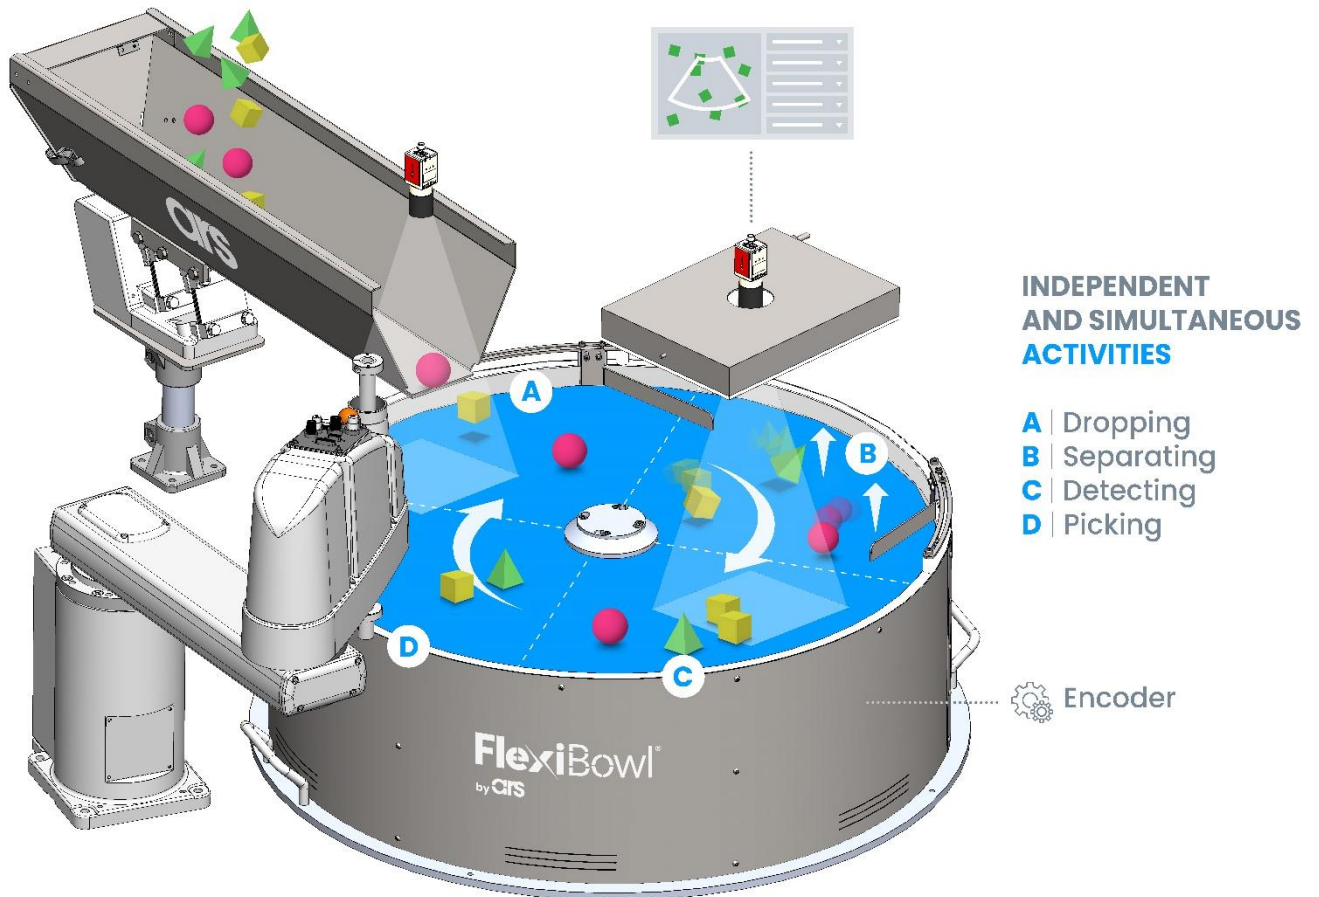 ars
INDEPENDENT
AND SIMULTANEOUS
ACTIVITIES
A | Dropping
B | Separating
C | Detecting
D | Picking
A
B
C
D
Encoder
FlexiBowl®
by ars